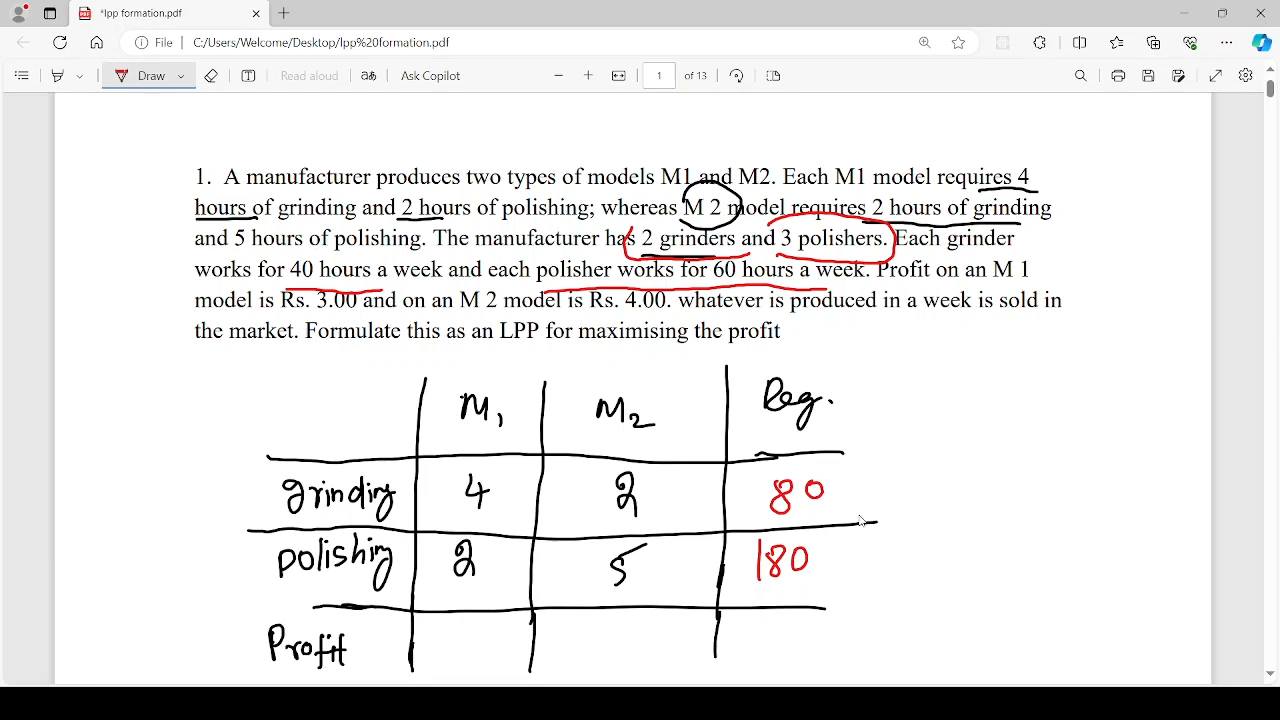 *lpp formation.pdf
File C:/Users/Welcome/Desktop/lpp%20formation.pdf
Draw Read aloud Ask Copilot 1 of 13
1. A manufacturer produces two types of models M1 and M2. Each M1 model requires 4
hours of grinding and 2 hours of polishing; whereas M 2 model requires 2 hours of grinding
and 5 hours of polishing. The manufacturer has 2 grinders and 3 polishers. Each grinder
works for 40 hours a week and each polisher works for 60 hours a week. Profit on an M 1
model is Rs. 3.00 and on an M 2 model is Rs. 4.00. whatever is produced in a week is sold in
the market. Formulate this as an LPP for maximising the profit
M1 M2 Req.
grinding 4 2 80
polishing 2 5 180
Profit